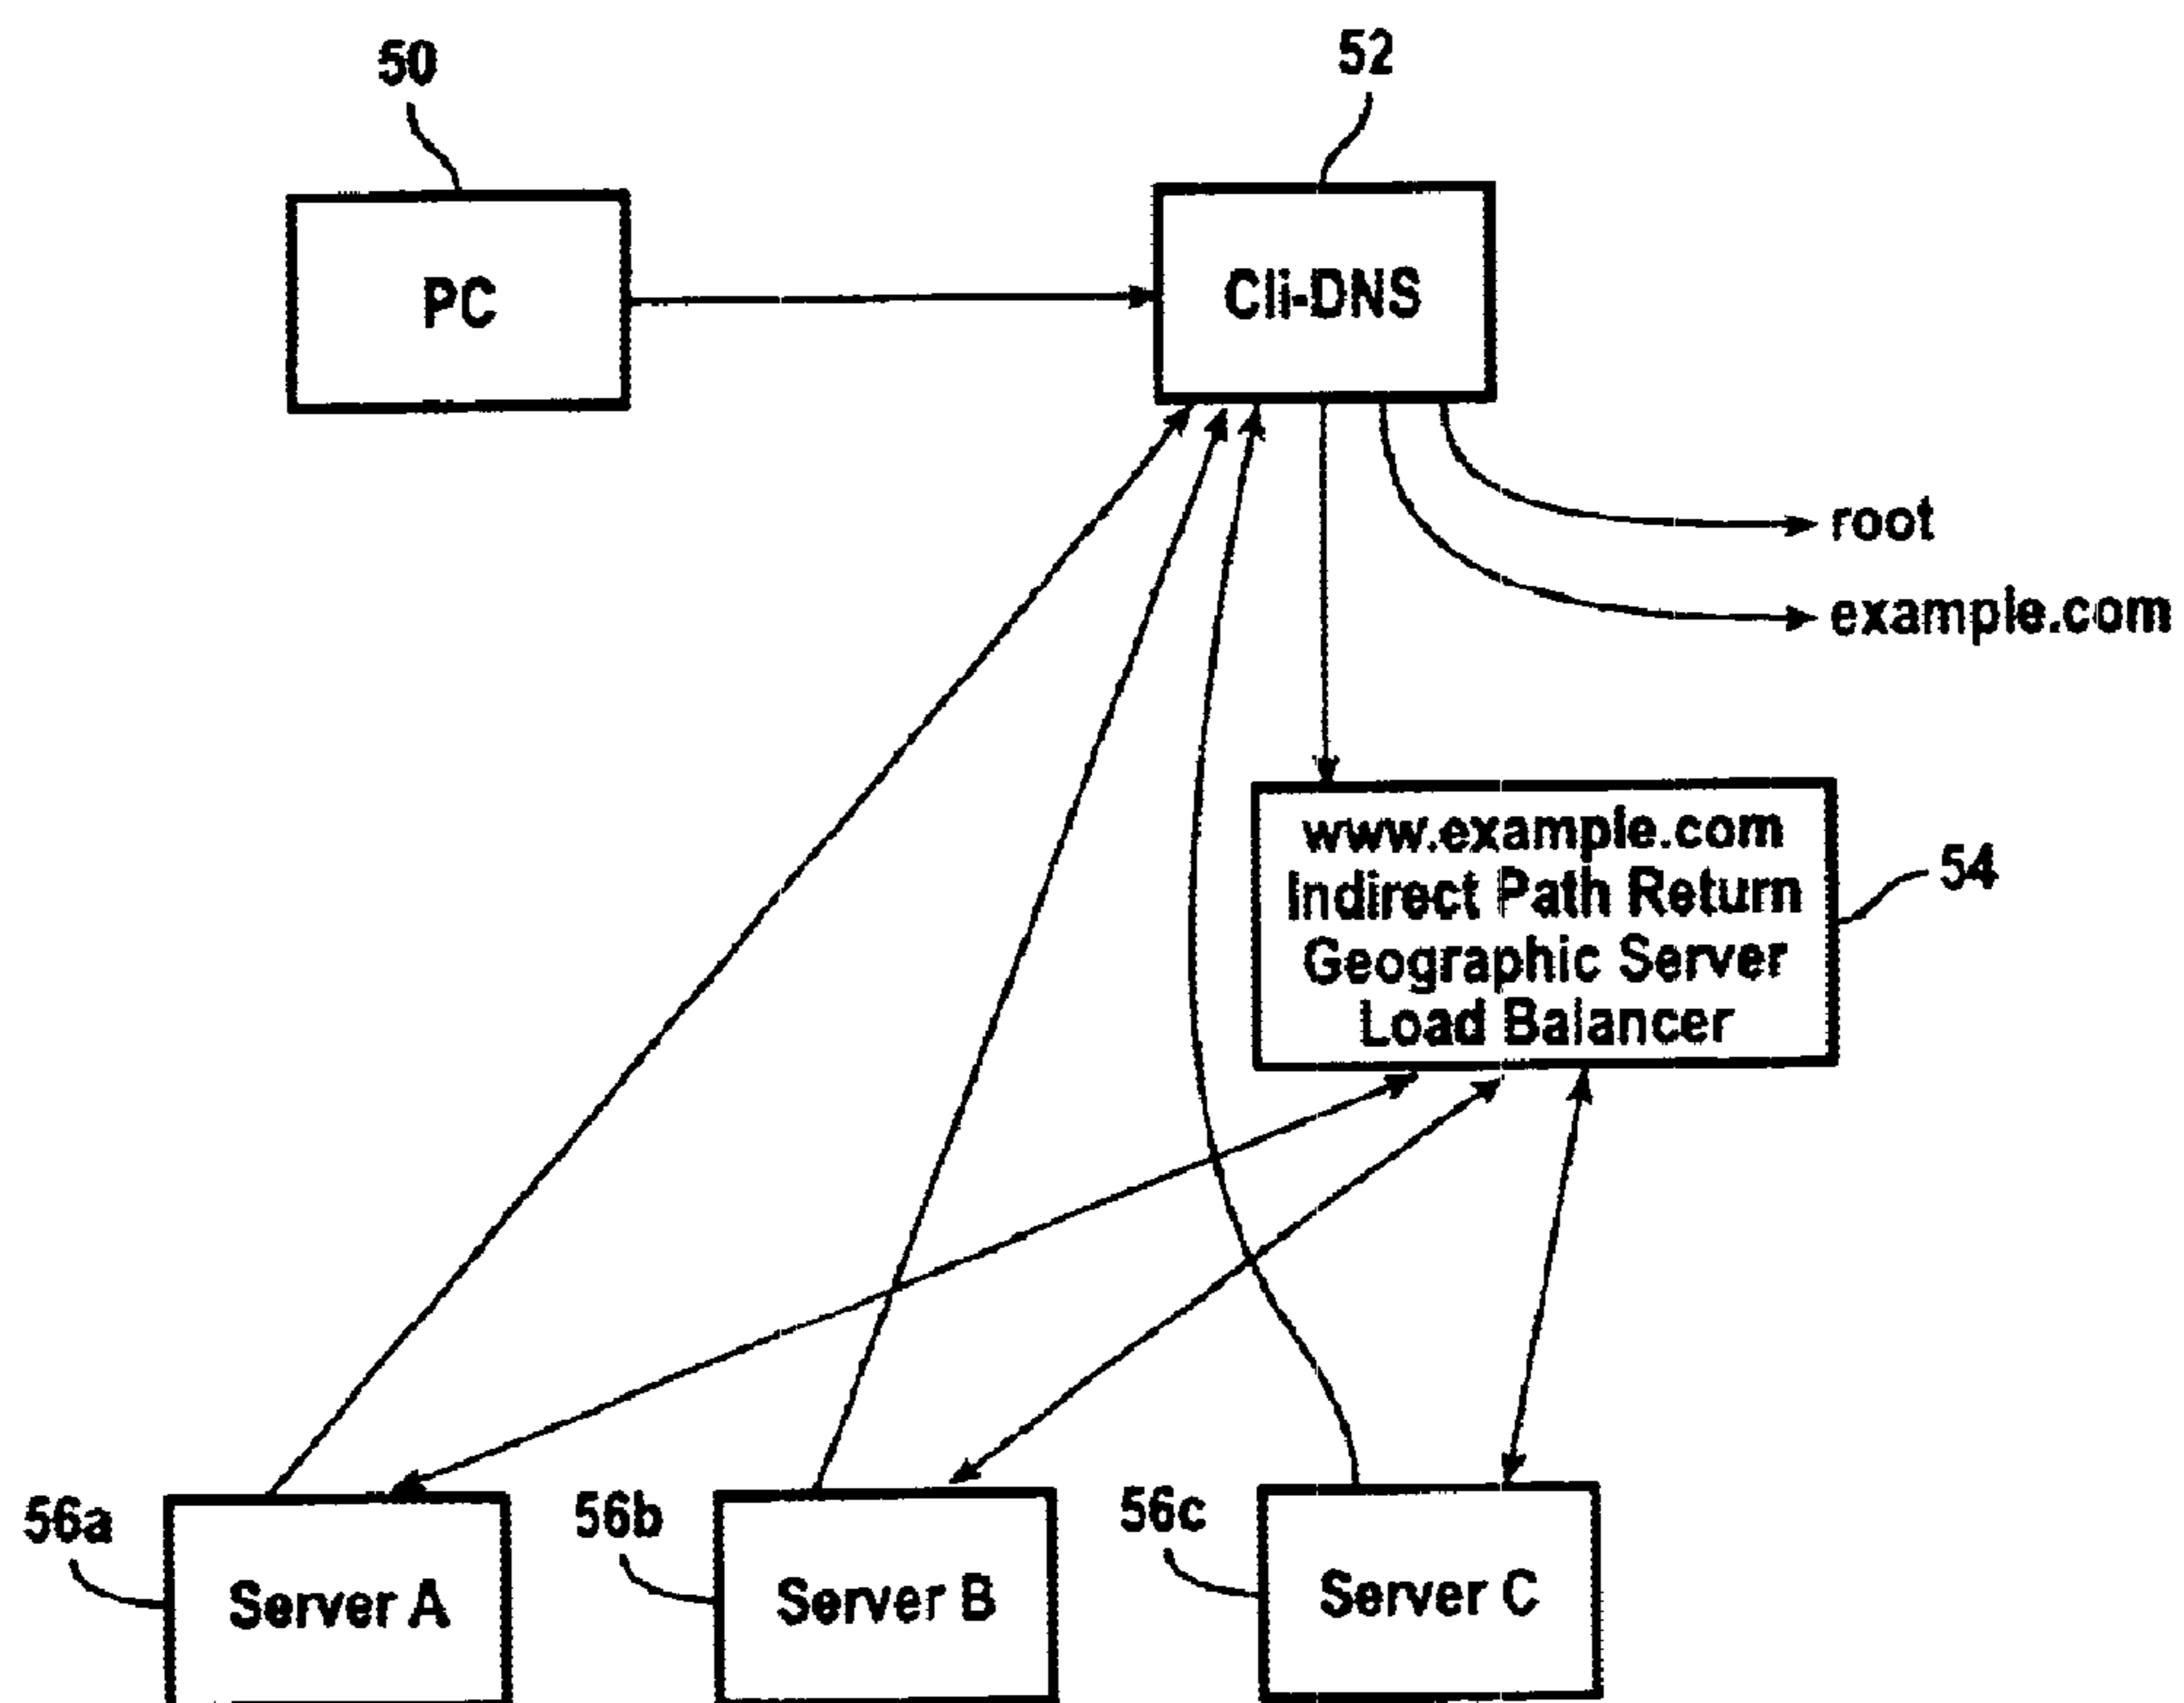 50
52
PC
Cli-DNS
root
example.com
www.example.com
Indirect Path Return
Geographic Server
Load Balancer
54
56a
56b
56c
Server A
Server B
Server C